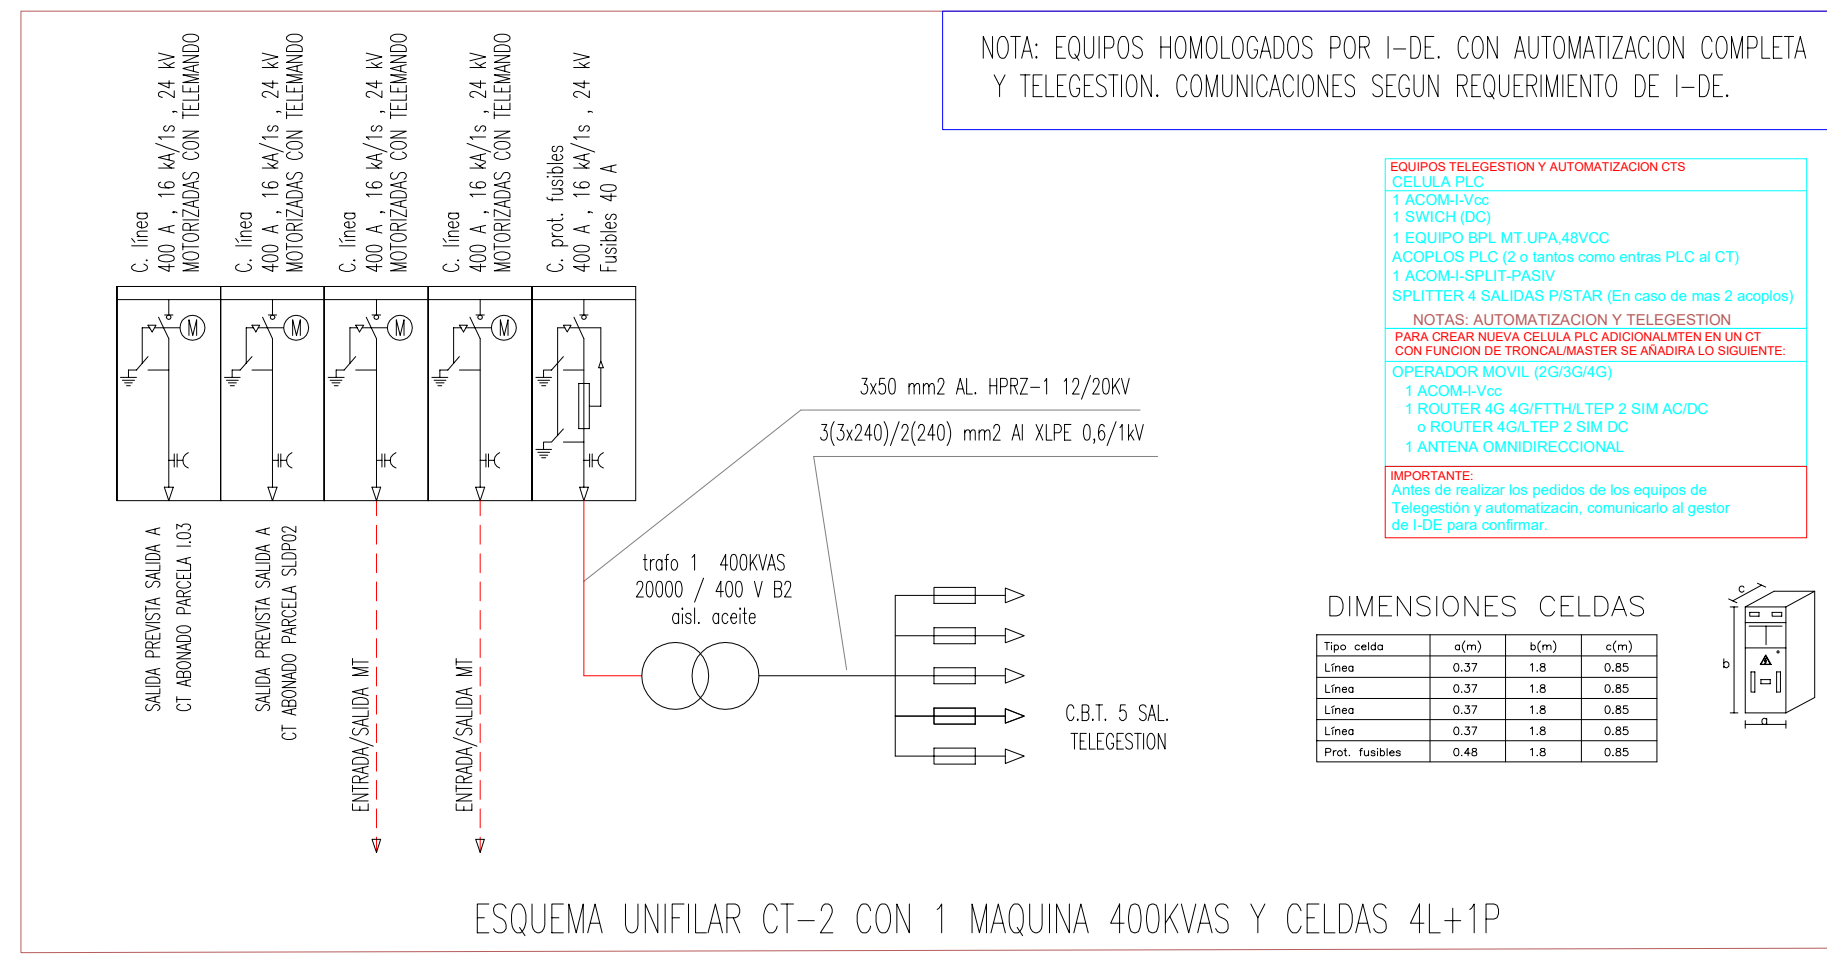 NOTA: EQUIPOS HOMOLOGADOS POR I-DE. CON AUTOMATIZACION COMPLETA
Y TELEGESTION. COMUNICACIONES SEGUN REQUERIMIENTO DE I-DE.
C. línea
400 A , 16 kA/1s , 24 kV
MOTORIZADAS CON TELEMANDO
C. línea
400 A , 16 kA/1s , 24 kV
MOTORIZADAS CON TELEMANDO
C. línea
400 A , 16 kA/1s , 24 kV
MOTORIZADAS CON TELEMANDO
C. línea
400 A , 16 kA/1s , 24 kV
MOTORIZADAS CON TELEMANDO
C. prot. fusibles
400 A , 16 kA/1s , 24 kV
Fusibles 40 A
M
M
M
M
SALIDA PREVISTA SALIDA A
CT ABONADO PARCELA I.03
SALIDA PREVISTA SALIDA A
CT ABONADO PARCELA SLDP02
ENTRADA/SALIDA MT
ENTRADA/SALIDA MT
3x50 mm2 AL. HPRZ-1 12/20KV
3(3x240)/2(240) mm2 Al XLPE 0,6/1kV
trafo 1 400KVAS
20000 / 400 V B2
aisl. aceite
C.B.T. 5 SAL.
TELEGESTION
EQUIPOS TELEGESTION Y AUTOMATIZACION CTS
CELULA PLC
1 ACOM-I-Vcc
1 SWICH (DC)
1 EQUIPO BPL MT.UPA,48VCC
ACOPLOS PLC (2 o tantos como entras PLC al CT)
1 ACOM-I-SPLIT-PASIV
SPLITTER 4 SALIDAS P/STAR (En caso de mas 2 acoplos)
NOTAS: AUTOMATIZACION Y TELEGESTION
PARA CREAR NUEVA CELULA PLC ADICIONALMTEN EN UN CT
CON FUNCION DE TRONCAL/MASTER SE AÑADIRA LO SIGUIENTE:
OPERADOR MOVIL (2G/3G/4G)
1 ACOM-I-Vcc
1 ROUTER 4G 4G/FTTH/LTEP 2 SIM AC/DC
o ROUTER 4G/LTEP 2 SIM DC
1 ANTENA OMNIDIRECCIONAL
IMPORTANTE:
Antes de realizar los pedidos de los equipos de
Telegestión y automatizacin, comunicarlo al gestor
de I-DE para confirmar.
DIMENSIONES CELDAS
Tipo celda a(m) b(m) c(m)
Línea 0.37 1.8 0.85
Línea 0.37 1.8 0.85
Línea 0.37 1.8 0.85
Línea 0.37 1.8 0.85
Prot. fusibles 0.48 1.8 0.85
c
b
a
ESQUEMA UNIFILAR CT-2 CON 1 MAQUINA 400KVAS Y CELDAS 4L+1P